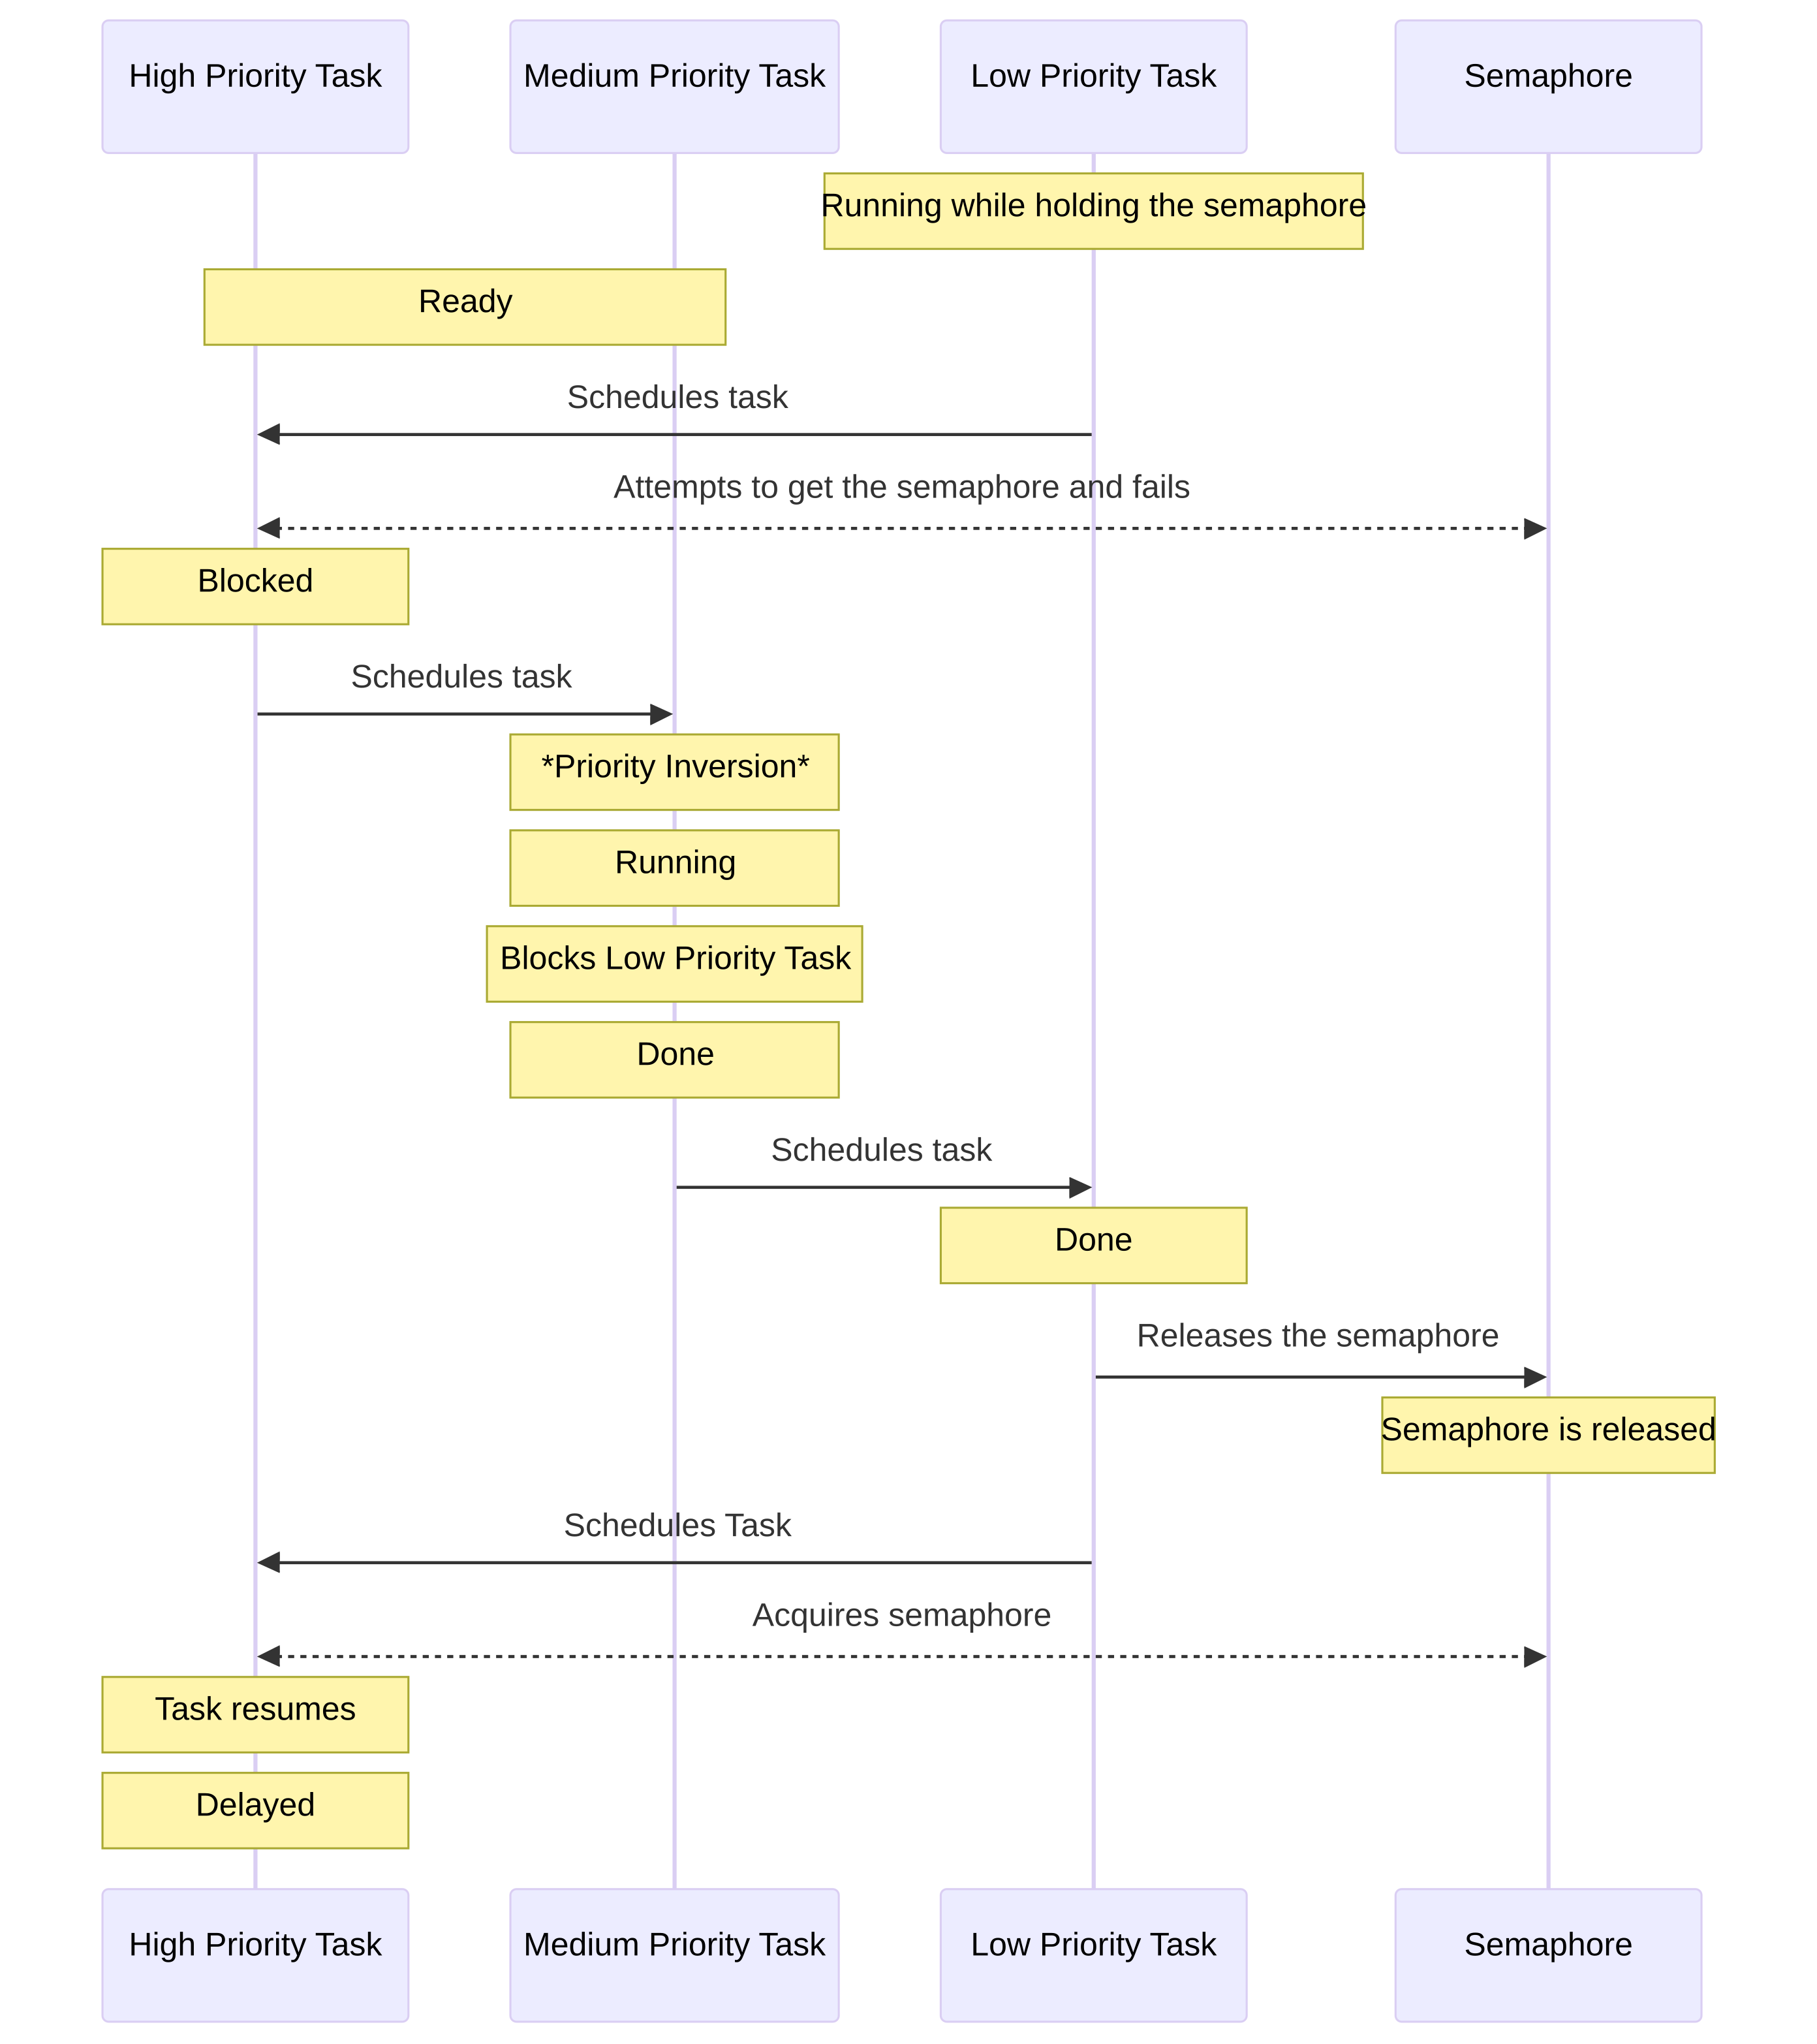 High Priority Task
Medium Priority Task
Low Priority Task
Semaphore
Running while holding the semaphore
Ready
Schedules task
Attempts to get the semaphore and fails
Blocked
Schedules task
*Priority Inversion*
Running
Blocks Low Priority Task
Done
Schedules task
Done
Releases the semaphore
Semaphore is released
Schedules Task
Acquires semaphore
Task resumes
Delayed
High Priority Task
Medium Priority Task
Low Priority Task
Semaphore